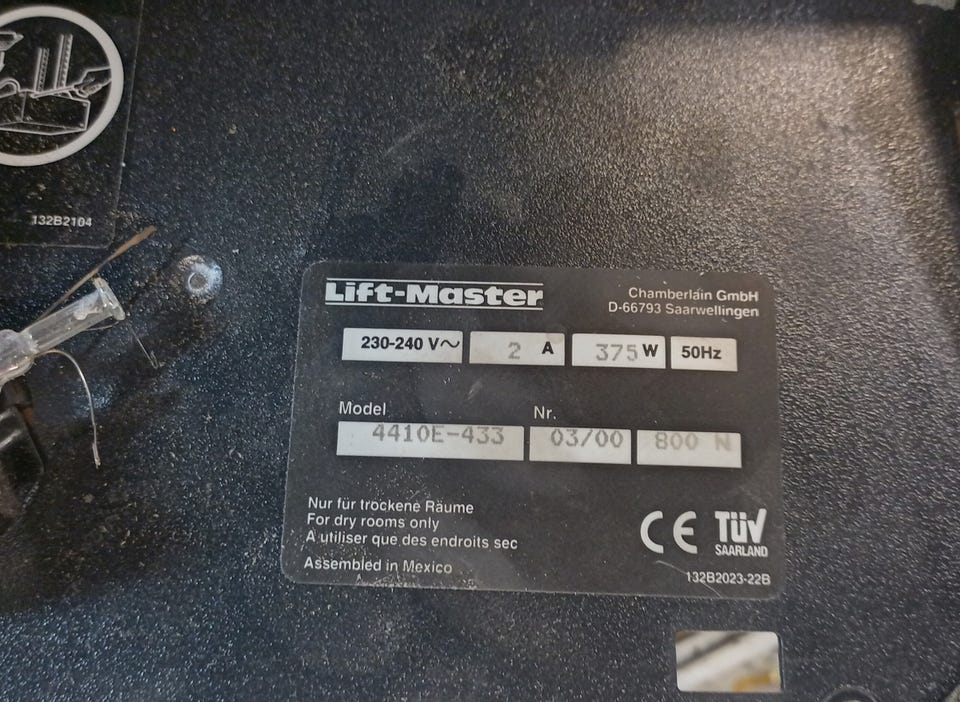 132B2104
Lift-Master
Chamberlain GmbH
D-66793 Saarwellingen
230-240 V~ 2 A 375 W 50Hz
Model Nr.
4410E-433 03/00 800 N
Nur für trockene Räume
For dry rooms only
A utiliser que des endroits sec
Assembled in Mexico
CE TÜV
SAARLAND
132B2023-22B